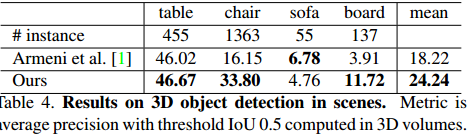 table chair sofa board mean
# instance 455 1363 55 137
Armeni et al. [1] 46.02 16.15 6.78 3.91 18.22
Ours 46.67 33.80 4.76 11.72 24.24
Table 4. Results on 3D object detection in scenes. Metric is
average precision with threshold IoU 0.5 computed in 3D volumes.